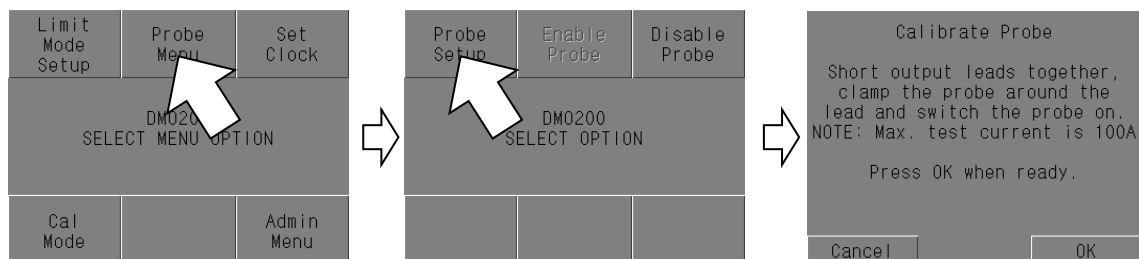 Limit
Mode
Setup
Probe
Menu
Set
Clock
DMO200
SELECT MENU OPTION
Cal
Mode
Admin
Menu
Probe
Setup
Enable
Probe
Disable
Probe
DMO200
SELECT OPTION
Calibrate Probe
Short output leads together,
clamp the probe around the
lead and switch the probe on.
NOTE: Max. test current is 100A
Press OK when ready.
Cancel
OK